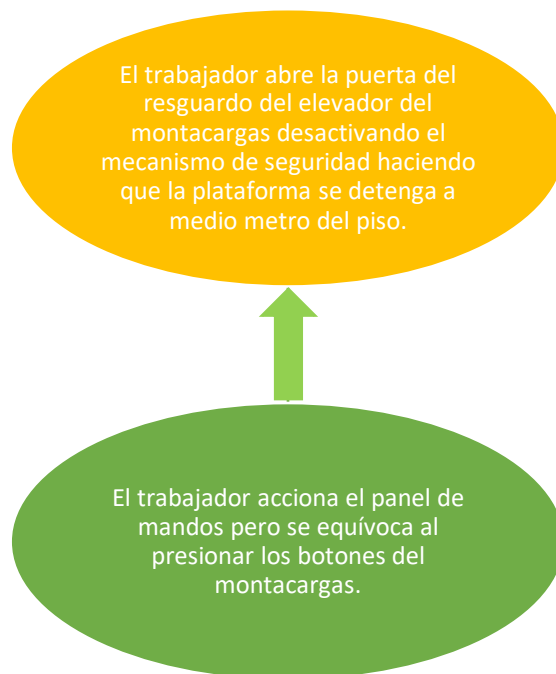 El trabajador abre la puerta del
resguardo del elevador del
montacargas desactivando el
mecanismo de seguridad haciendo
que la plataforma se detenga a
medio metro del piso.
El trabajador acciona el panel de
mandos pero se equívoca al
presionar los botones del
montacargas.